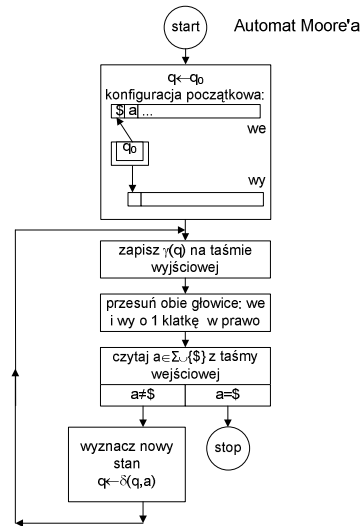 start
Automat Moore'a
q←q₀
konfiguracja początkowa:
$ a ...
we
q₀
wy
zapisz γ(q) na taśmie
wyjściowej
przesuń obie głowice: we
i wy o 1 klatkę w prawo
czytaj a∈Σ∪{$} z taśmy
wejściowej
a≠$ a=$
wyznacz nowy
stan
q←δ(q,a)
stop